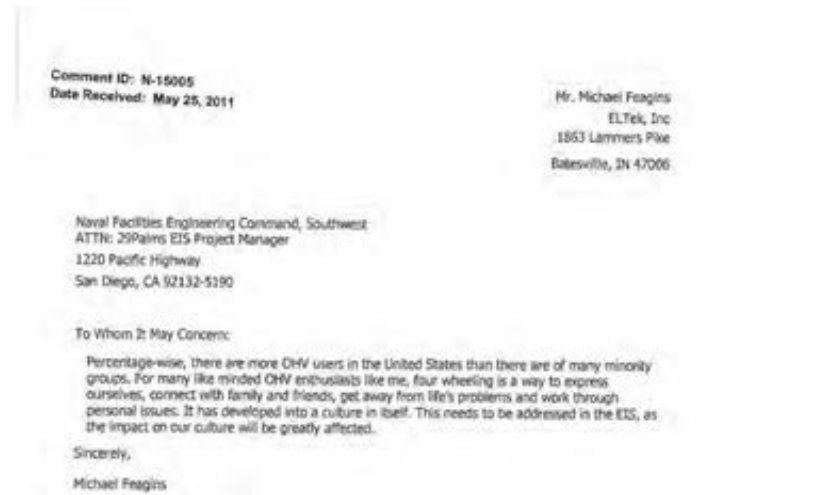 Comment ID: N-15005
Date Received: May 25, 2011
Mr. Michael Feagins
ELTek, Inc
1863 Lammers Pike
Batesville, IN 47006
Naval Facilities Engineering Command, Southwest
ATTN: 29Palms EIS Project Manager
1220 Pacific Highway
San Diego, CA 92132-5190
To Whom It May Concern:
Percentage-wise, there are more OHV users in the United States than there are of many minority
groups. For many like minded OHV enthusiasts like me, four wheeling is a way to express
ourselves, connect with family and friends, get away from life's problems and work through
personal issues. It has developed into a culture in itself. This needs to be addressed in the EIS, as
the impact on our culture will be greatly affected.
Sincerely,
Michael Feagins